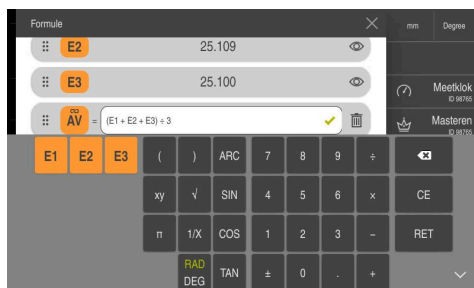 Formule
mm Degree
E2 25.109
E3 25.100
Meetklok
ID 98765
AV = (E1 + E2 + E3) ÷ 3
Masteren
ID 98765
E1 E2 E3 ( ) ARC 7 8 9 ÷
xy √ SIN 4 5 6 × CE
π 1/X COS 1 2 3 − RET
RAD
DEG TAN ± 0 . +